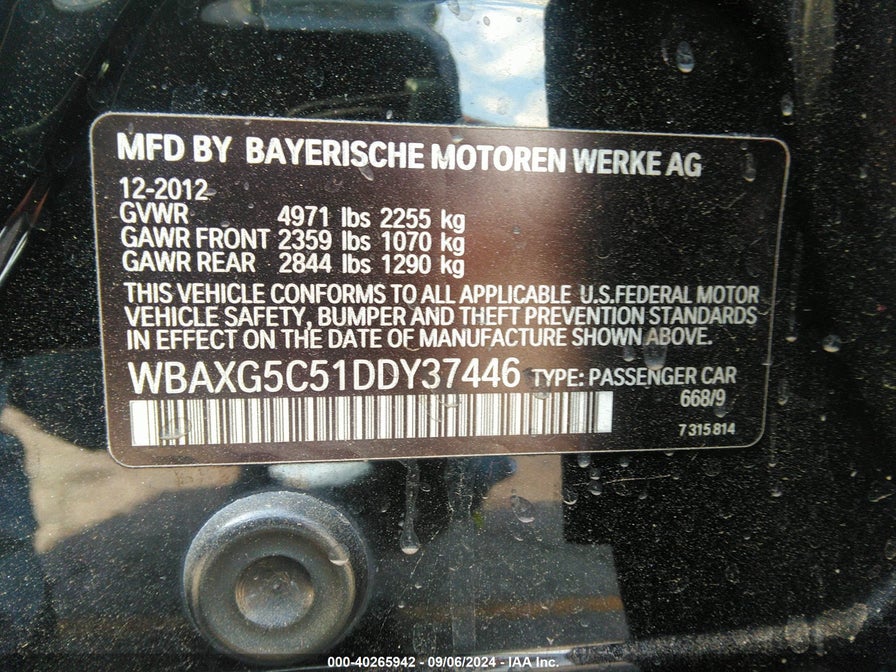 MFD BY BAYERISCHE MOTOREN WERKE AG
12-2012
GVWR 4971 lbs 2255 kg
GAWR FRONT 2359 lbs 1070 kg
GAWR REAR 2844 lbs 1290 kg
THIS VEHICLE CONFORMS TO ALL APPLICABLE U.S.FEDERAL MOTOR
VEHICLE SAFETY, BUMPER AND THEFT PREVENTION STANDARDS
IN EFFECT ON THE DATE OF MANUFACTURE SHOWN ABOVE.
WBAXG5C51DDY37446 TYPE: PASSENGER CAR
668/9
7 315 814
000-40265942 - 09/06/2024 - IAA Inc.